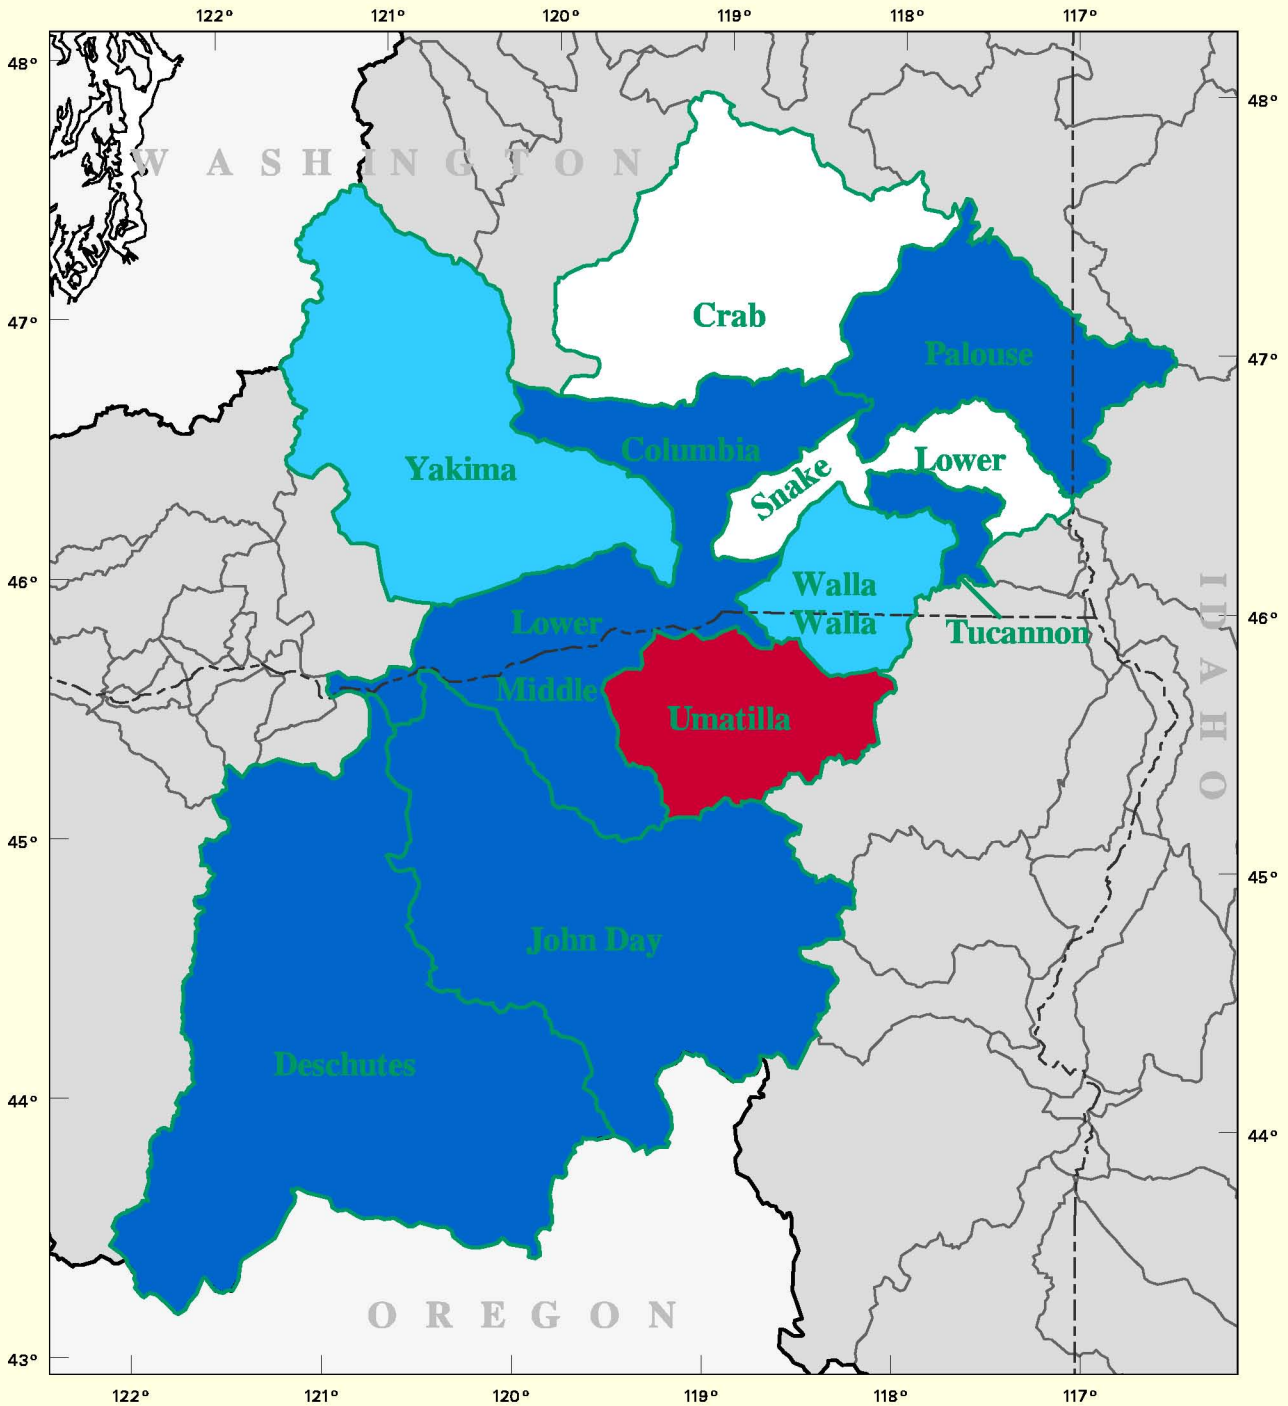 122° 121° 120° 119° 118° 117°
48°
48°
WASHINGTON
Crab
47°
47°
Palouse
Columbia
Lower
Yakima
Snake
46°
Walla
IDAHO
46°
Lower
Walla
Tucannon
Middle
Umatilla
45°
45°
John Day
Deschutes
44°
44°
OREGON
43°
122° 121° 120° 119° 118° 117°